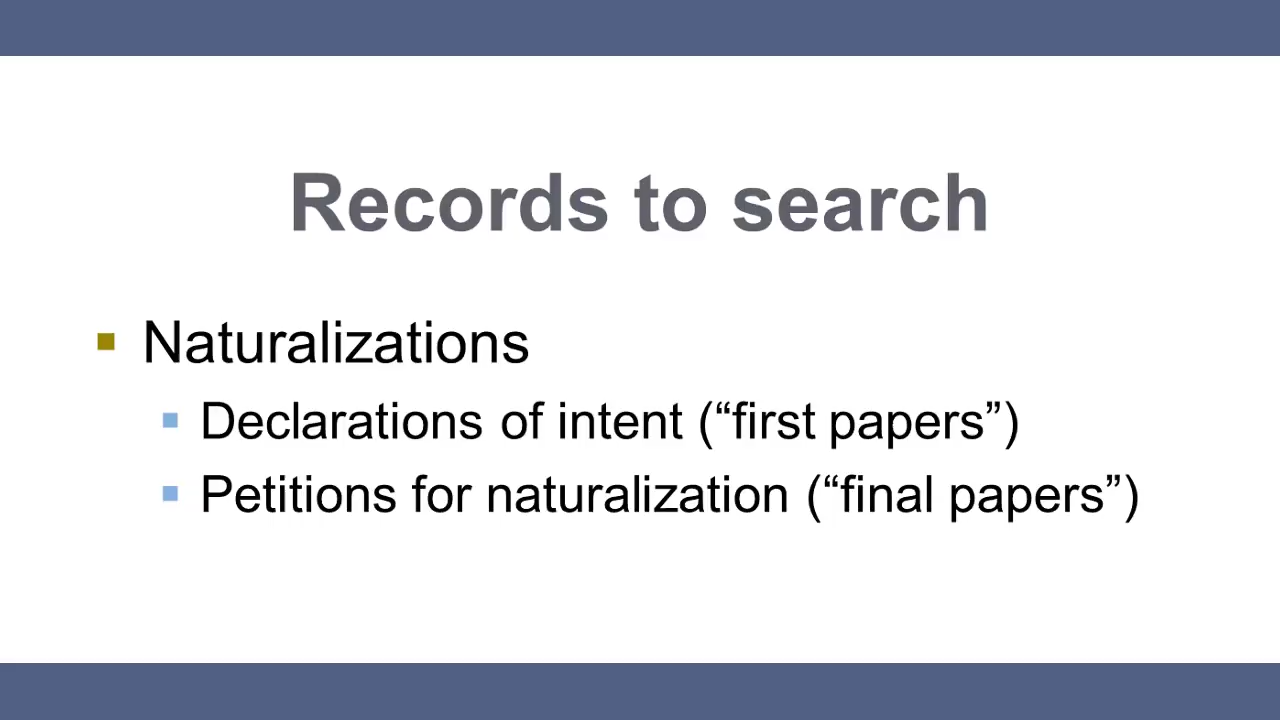 Records to search
Naturalizations
Declarations of intent (“first papers”)
Petitions for naturalization (“final papers”)